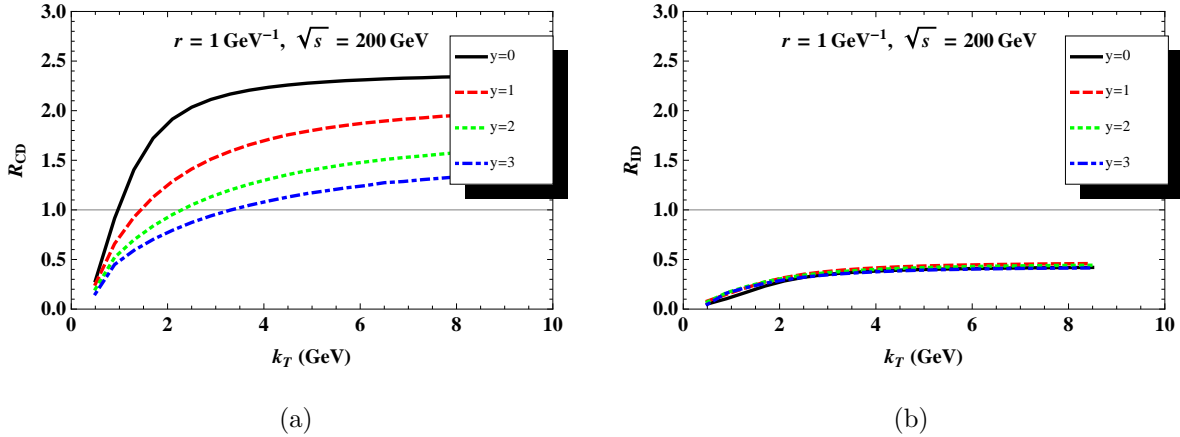 r = 1 GeV⁻¹, √s = 200 GeV
3.0
2.5
2.0
1.5
1.0
0.5
0.0
R_CD
y=0
y=1
y=2
y=3
0 2 4 6 8 10
k_T (GeV)
(a)
r = 1 GeV⁻¹, √s = 200 GeV
3.0
2.5
2.0
1.5
1.0
0.5
0.0
R_ID
y=0
y=1
y=2
y=3
0 2 4 6 8 10
k_T (GeV)
(b)